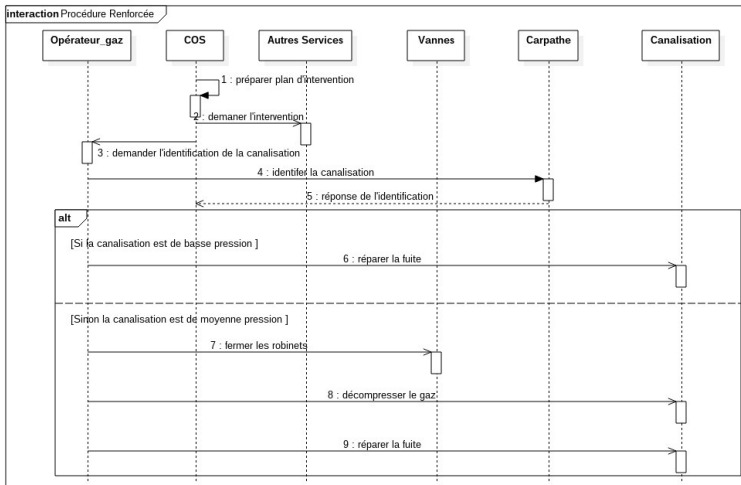 interaction Procédure Renforcée
Opérateur_gaz
COS
Autres Services
Vannes
Carpathe
Canalisation
1 : préparer plan d'intervention
2 : demaner l'intervention
3 : demander l'identification de la canalisation
4 : identifer la canalisation
5 : réponse de l'identification
alt
[Si la canalisation est de basse pression ]
6 : réparer la fuite
[Sinon la canalisation est de moyenne pression ]
7 : fermer les robinets
8 : décompresser le gaz
9 : réparer la fuite